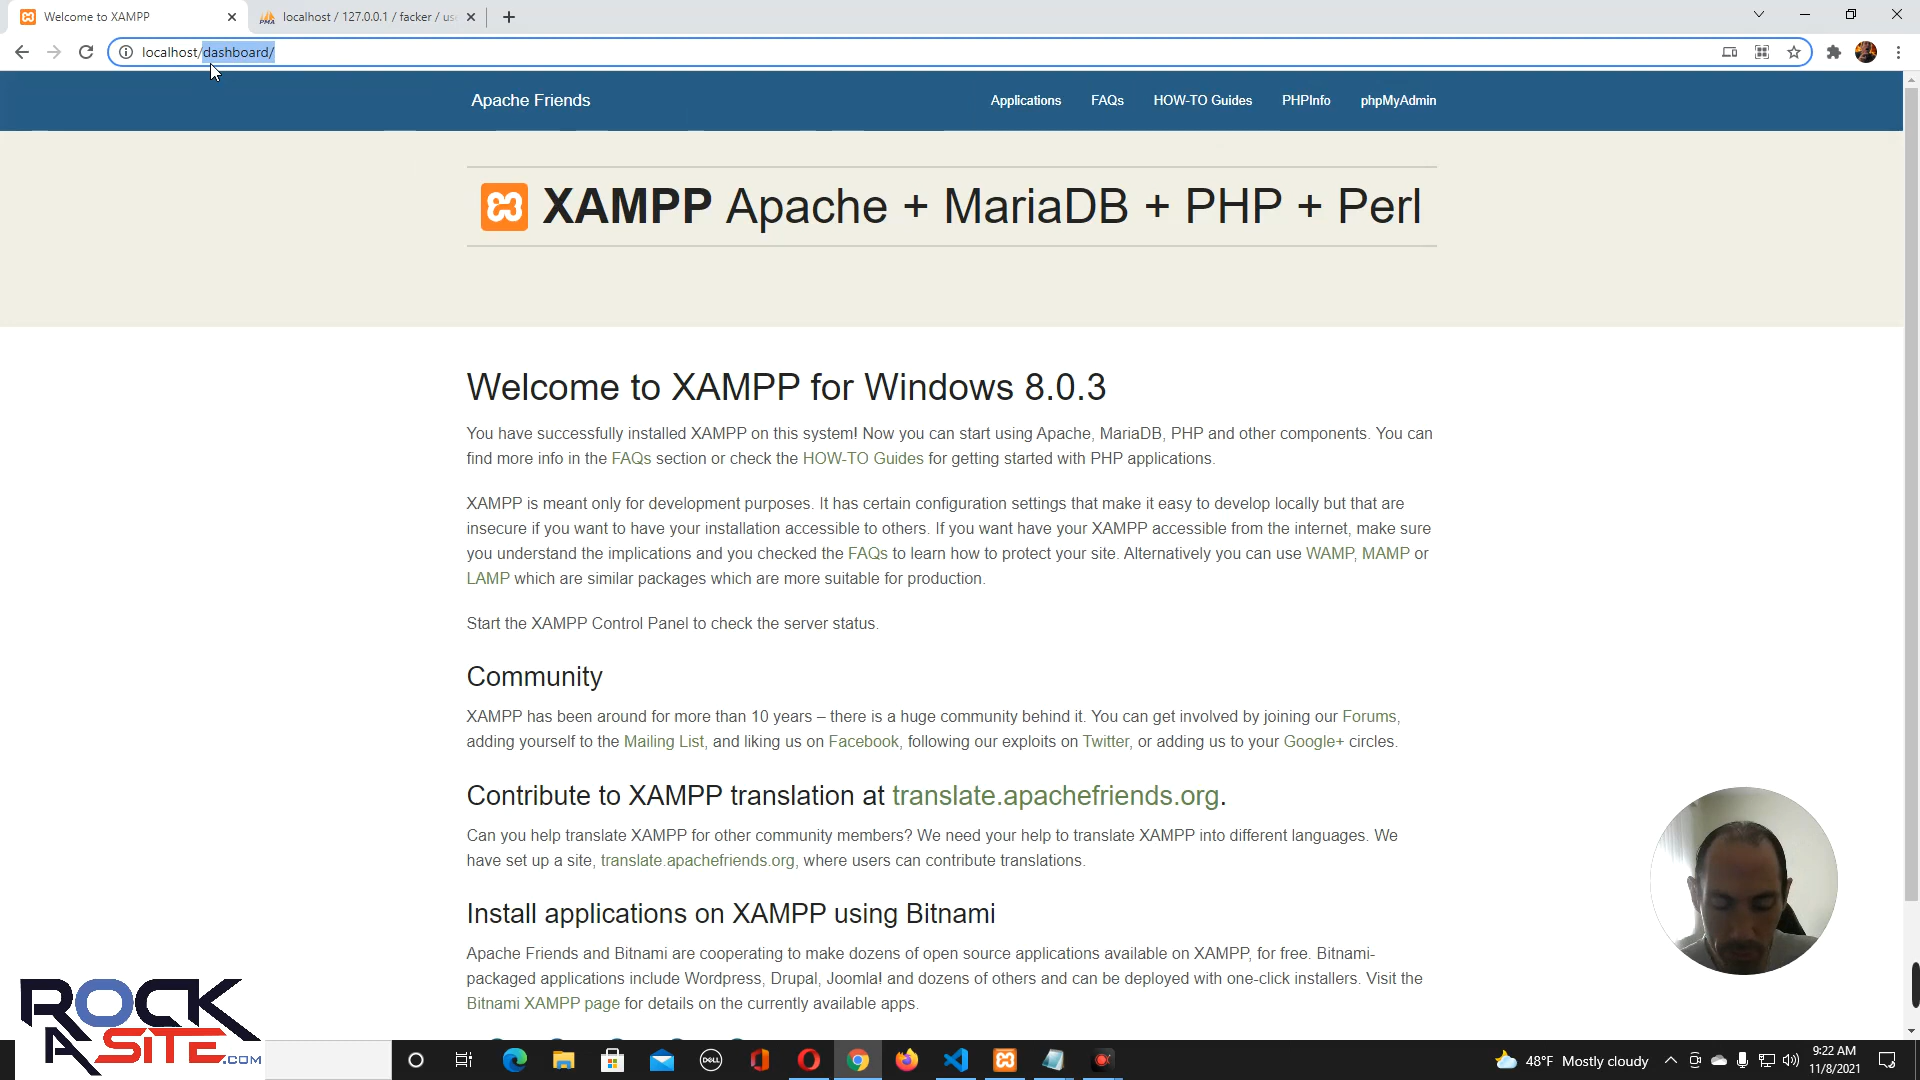 Welcome to XAMPP
localhost / 127.0.0.1 / facker / use
localhost/dashboard/
Apache Friends
Applications
FAQs
HOW-TO Guides
PHPInfo
phpMyAdmin
XAMPP Apache + MariaDB + PHP + Perl
Welcome to XAMPP for Windows 8.0.3
You have successfully installed XAMPP on this system! Now you can start using Apache, MariaDB, PHP and other components. You can
find more info in the FAQs section or check the HOW-TO Guides for getting started with PHP applications.
XAMPP is meant only for development purposes. It has certain configuration settings that make it easy to develop locally but that are
insecure if you want to have your installation accessible to others. If you want have your XAMPP accessible from the internet, make sure
you understand the implications and you checked the FAQs to learn how to protect your site. Alternatively you can use WAMP, MAMP or
LAMP which are similar packages which are more suitable for production.
Start the XAMPP Control Panel to check the server status.
Community
XAMPP has been around for more than 10 years – there is a huge community behind it. You can get involved by joining our Forums,
adding yourself to the Mailing List, and liking us on Facebook, following our exploits on Twitter, or adding us to your Google+ circles.
Contribute to XAMPP translation at translate.apachefriends.org.
Can you help translate XAMPP for other community members? We need your help to translate XAMPP into different languages. We
have set up a site, translate.apachefriends.org, where users can contribute translations.
Install applications on XAMPP using Bitnami
Apache Friends and Bitnami are cooperating to make dozens of open source applications available on XAMPP, for free. Bitnami-
packaged applications include Wordpress, Drupal, Joomla! and dozens of others and can be deployed with one-click installers. Visit the
Bitnami XAMPP page for details on the currently available apps.
ROCK
A SITE.COM
DELL
48°F Mostly cloudy
9:22 AM
11/8/2021